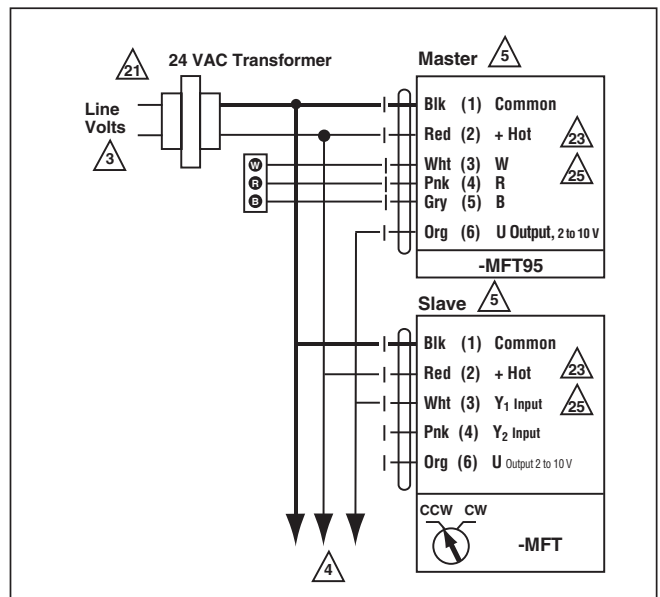 21 24 VAC Transformer
Line
Volts
3
Master 5
Blk (1) Common
Red (2) + Hot 23
W Wht (3) W 25
R Pnk (4) R
B Gry (5) B
Org (6) U Output, 2 to 10 V
-MFT95
Slave 5
Blk (1) Common
Red (2) + Hot 23
Wht (3) Y1 Input 25
Pnk (4) Y2 Input
Org (6) U Output 2 to 10 V
CCW CW
-MFT
4